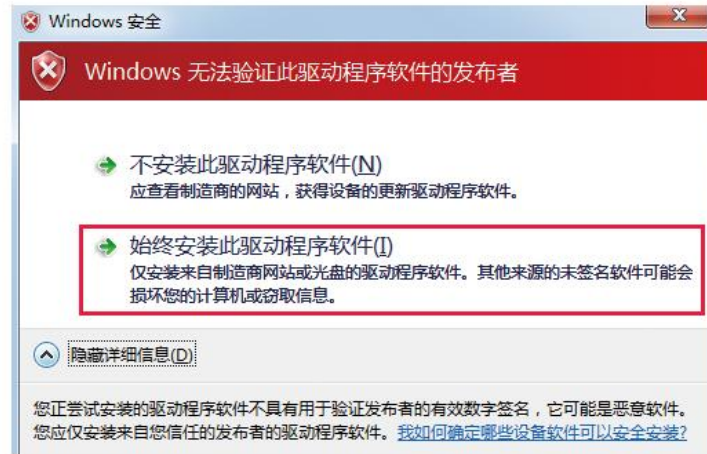 Windows 安全
Windows 无法验证此驱动程序软件的发布者
不安装此驱动程序软件(N)
应查看制造商的网站，获得设备的更新驱动程序软件。
始终安装此驱动程序软件(I)
仅安装来自制造商网站或光盘的驱动程序软件。其他来源的未签名软件可能会
损坏您的计算机或窃取信息。
隐藏详细信息(D)
您正尝试安装的驱动程序软件不具有用于验证发布者的有效数字签名，它可能是恶意软件。
您应仅安装来自您信任的发布者的驱动程序软件。我如何确定哪些设备软件可以安全安装?